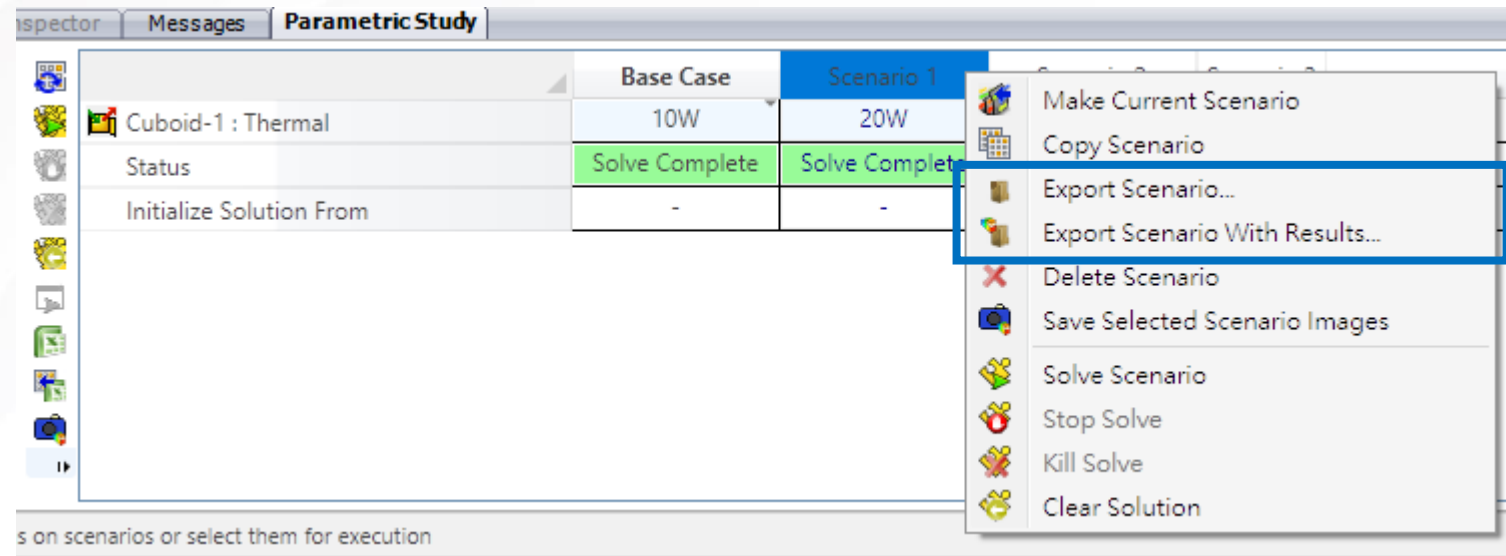 Messages Parametric Study
Base Case Scenario 1
Cuboid-1 : Thermal 10W 20W
Status Solve Complete Solve Complete
Initialize Solution From - -
Make Current Scenario
Copy Scenario
Export Scenario...
Export Scenario With Results...
Delete Scenario
Save Selected Scenario Images
Solve Scenario
Stop Solve
Kill Solve
Clear Solution
s on scenarios or select them for execution